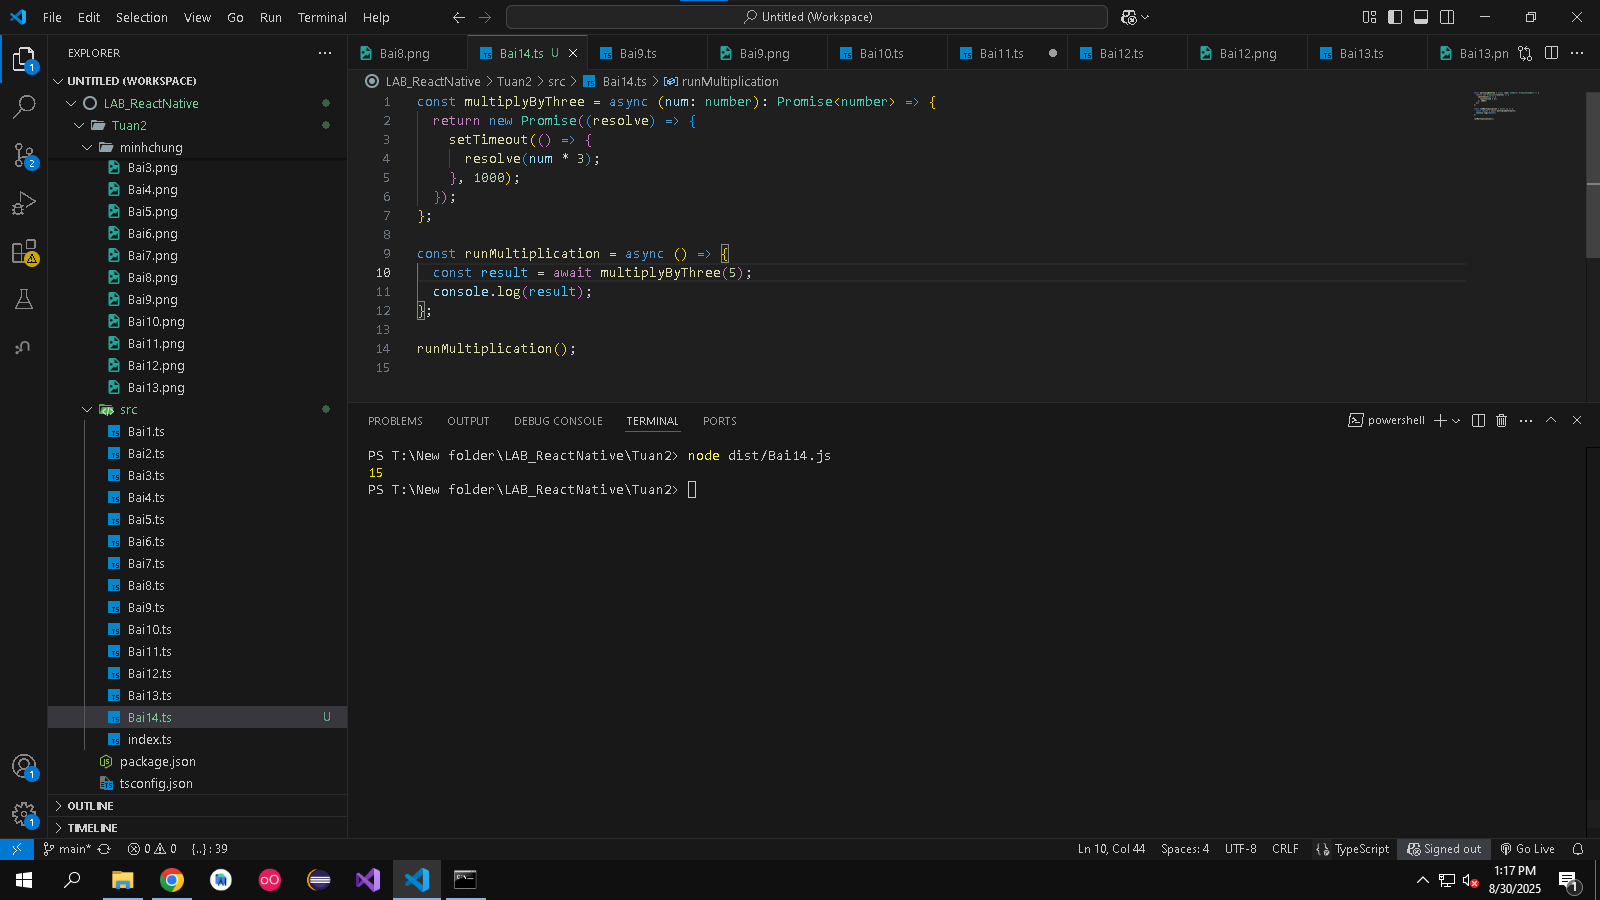 File Edit Selection View Go Run Terminal Help
Untitled (Workspace)
EXPLORER
UNTITLED (WORKSPACE)
LAB_ReactNative
Tuan2
minhchung
Bai3.png
Bai4.png
Bai5.png
Bai6.png
Bai7.png
Bai8.png
Bai9.png
Bai10.png
Bai11.png
Bai12.png
Bai13.png
src
Bai1.ts
Bai2.ts
Bai3.ts
Bai4.ts
Bai5.ts
Bai6.ts
Bai7.ts
Bai8.ts
Bai9.ts
Bai10.ts
Bai11.ts
Bai12.ts
Bai13.ts
Bai14.ts U
index.ts
package.json
tsconfig.json
OUTLINE
TIMELINE
Bai8.png Bai14.ts U Bai9.ts Bai9.png Bai10.ts Bai11.ts Bai12.ts Bai12.png Bai13.ts Bai13.pn
LAB_ReactNative > Tuan2 > src > Bai14.ts > runMultiplication
1 const multiplyByThree = async (num: number): Promise<number> => {
2 return new Promise((resolve) => {
3 setTimeout(() => {
4 resolve(num * 3);
5 }, 1000);
6 });
7 };
8
9 const runMultiplication = async () => {
10 const result = await multiplyByThree(5);
11 console.log(result);
12 };
13
14 runMultiplication();
15
PROBLEMS OUTPUT DEBUG CONSOLE TERMINAL PORTS
powershell
PS T:\New folder\LAB_ReactNative\Tuan2> node dist/Bai14.js
15
PS T:\New folder\LAB_ReactNative\Tuan2>
main* 0 0 {..} : 39
Ln 10, Col 44 Spaces: 4 UTF-8 CRLF TypeScript Signed out Go Live
1:17 PM
8/30/2025